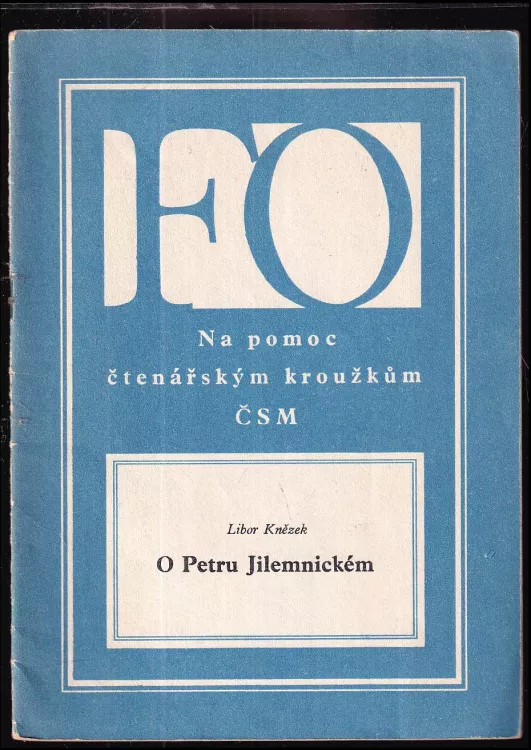 FO
Na pomoc
čtenářským kroužkům
ČSM
Libor Knězek
O Petru Jilemnickém